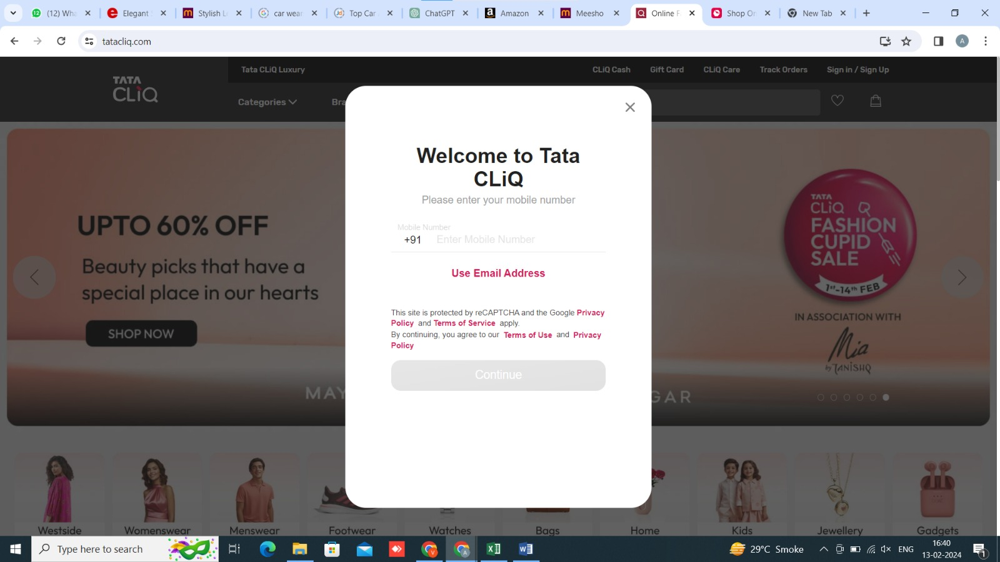 (12) Wha
Elegant
Stylish L
car wear
Top Car
ChatGPT
Amazon
Meesho
Online F
Shop On
New Tab
tatacliq.com
A
Tata CLiQ Luxury
CLiQ Cash
Gift Card
CLiQ Care
Track Orders
Sign in / Sign Up
TATA
CLiQ
Categories
Bra
Welcome to Tata
CLiQ
Please enter your mobile number
Mobile Number
+91 Enter Mobile Number
Use Email Address
This site is protected by reCAPTCHA and the Google Privacy
Policy and Terms of Service apply.
By continuing, you agree to our Terms of Use and Privacy
Policy
Continue
UPTO 60% OFF
Beauty picks that have a
special place in our hearts
SHOP NOW
MAY
GAR
TATA
CLiQ
FASHION
CUPID
SALE
1st-14th FEB
IN ASSOCIATION WITH
Mia
by TANISHQ
Westside
Womenswear
Menswear
Footwear
Watches
Bags
Home
Kids
Jewellery
Gadgets
Type here to search
29°C Smoke
ENG
16:40
13-02-2024
1